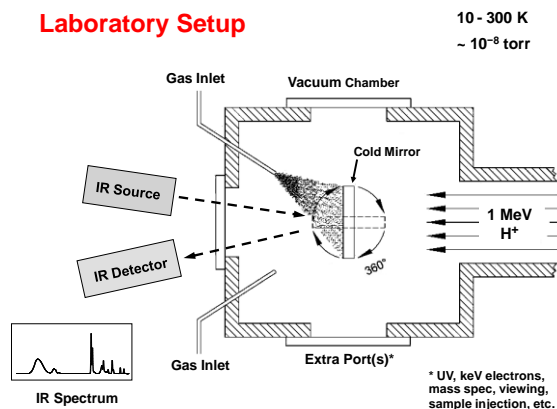 Laboratory Setup
10 - 300 K
~ 10⁻⁸ torr
Gas Inlet
Vacuum Chamber
Cold Mirror
IR Source
1 MeV
H⁺
IR Detector
360°
Gas Inlet
Extra Port(s)*
IR Spectrum
* UV, keV electrons,
mass spec, viewing,
sample injection, etc.